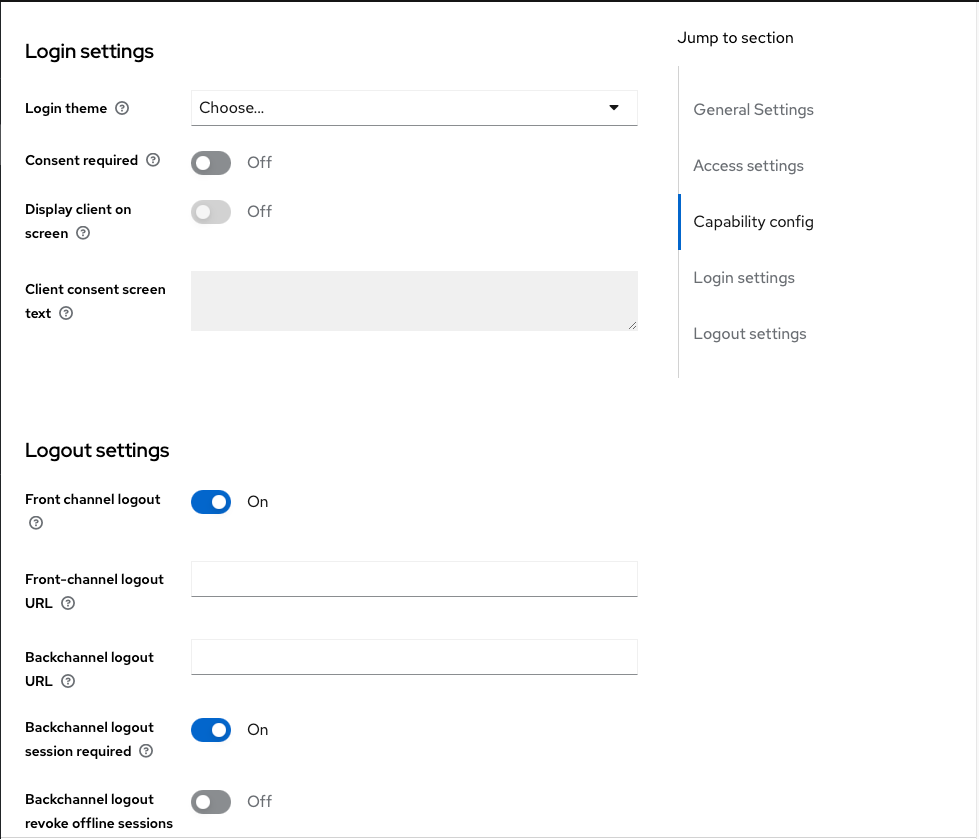 Login settings
Login theme
Choose...
Consent required
Off
Display client on
screen
Off
Client consent screen
text
Logout settings
Front channel logout
On
Front-channel logout
URL
Backchannel logout
URL
Backchannel logout
session required
On
Backchannel logout
revoke offline sessions
Off
Jump to section
General Settings
Access settings
Capability config
Login settings
Logout settings